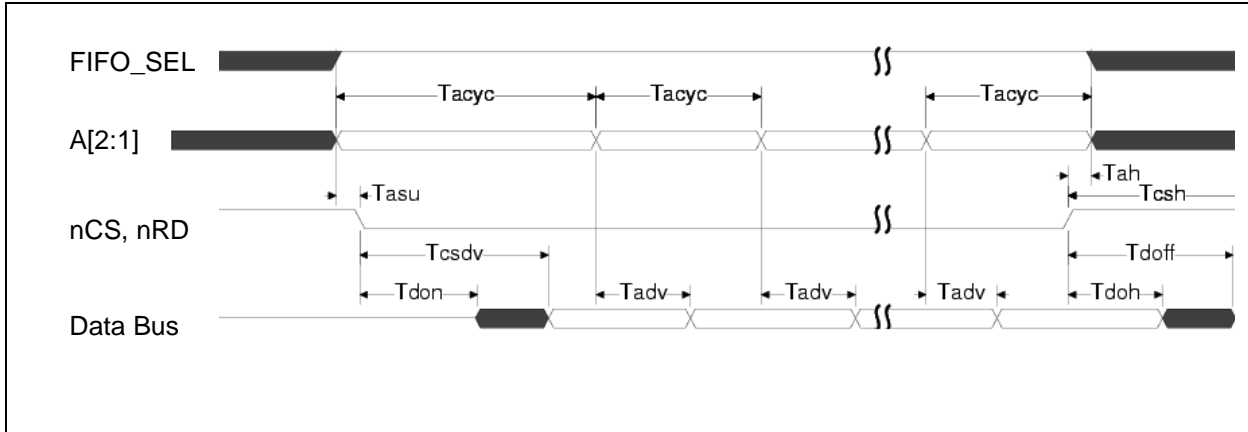 FIFO_SEL
Tacyc Tacyc Tacyc
A[2:1]
Tah
Tasu Tcsh
nCS, nRD
Tcsdv Tdoff
Tdon Tadv Tadv Tadv Tdoh
Data Bus